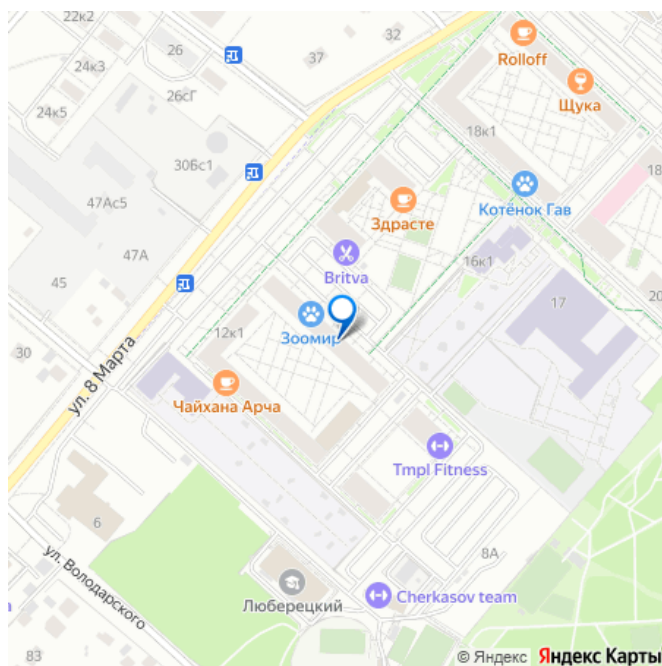 22к2
32
Rolloff
26
37
24к3
Щука
26сГ
24к5
18к1
30Бс1
Котёнок Гав
47Ас5
Здрасте
47А
Britva
16к1
20
45
17
12к1
Зоомир
30
ул. 8 Марта
Чайхана Арча
Tmpl Fitness
6
8А
ул. Володарского
Люберецкий
Cherkasov team
а
83
© Яндекс Яндекс Карты